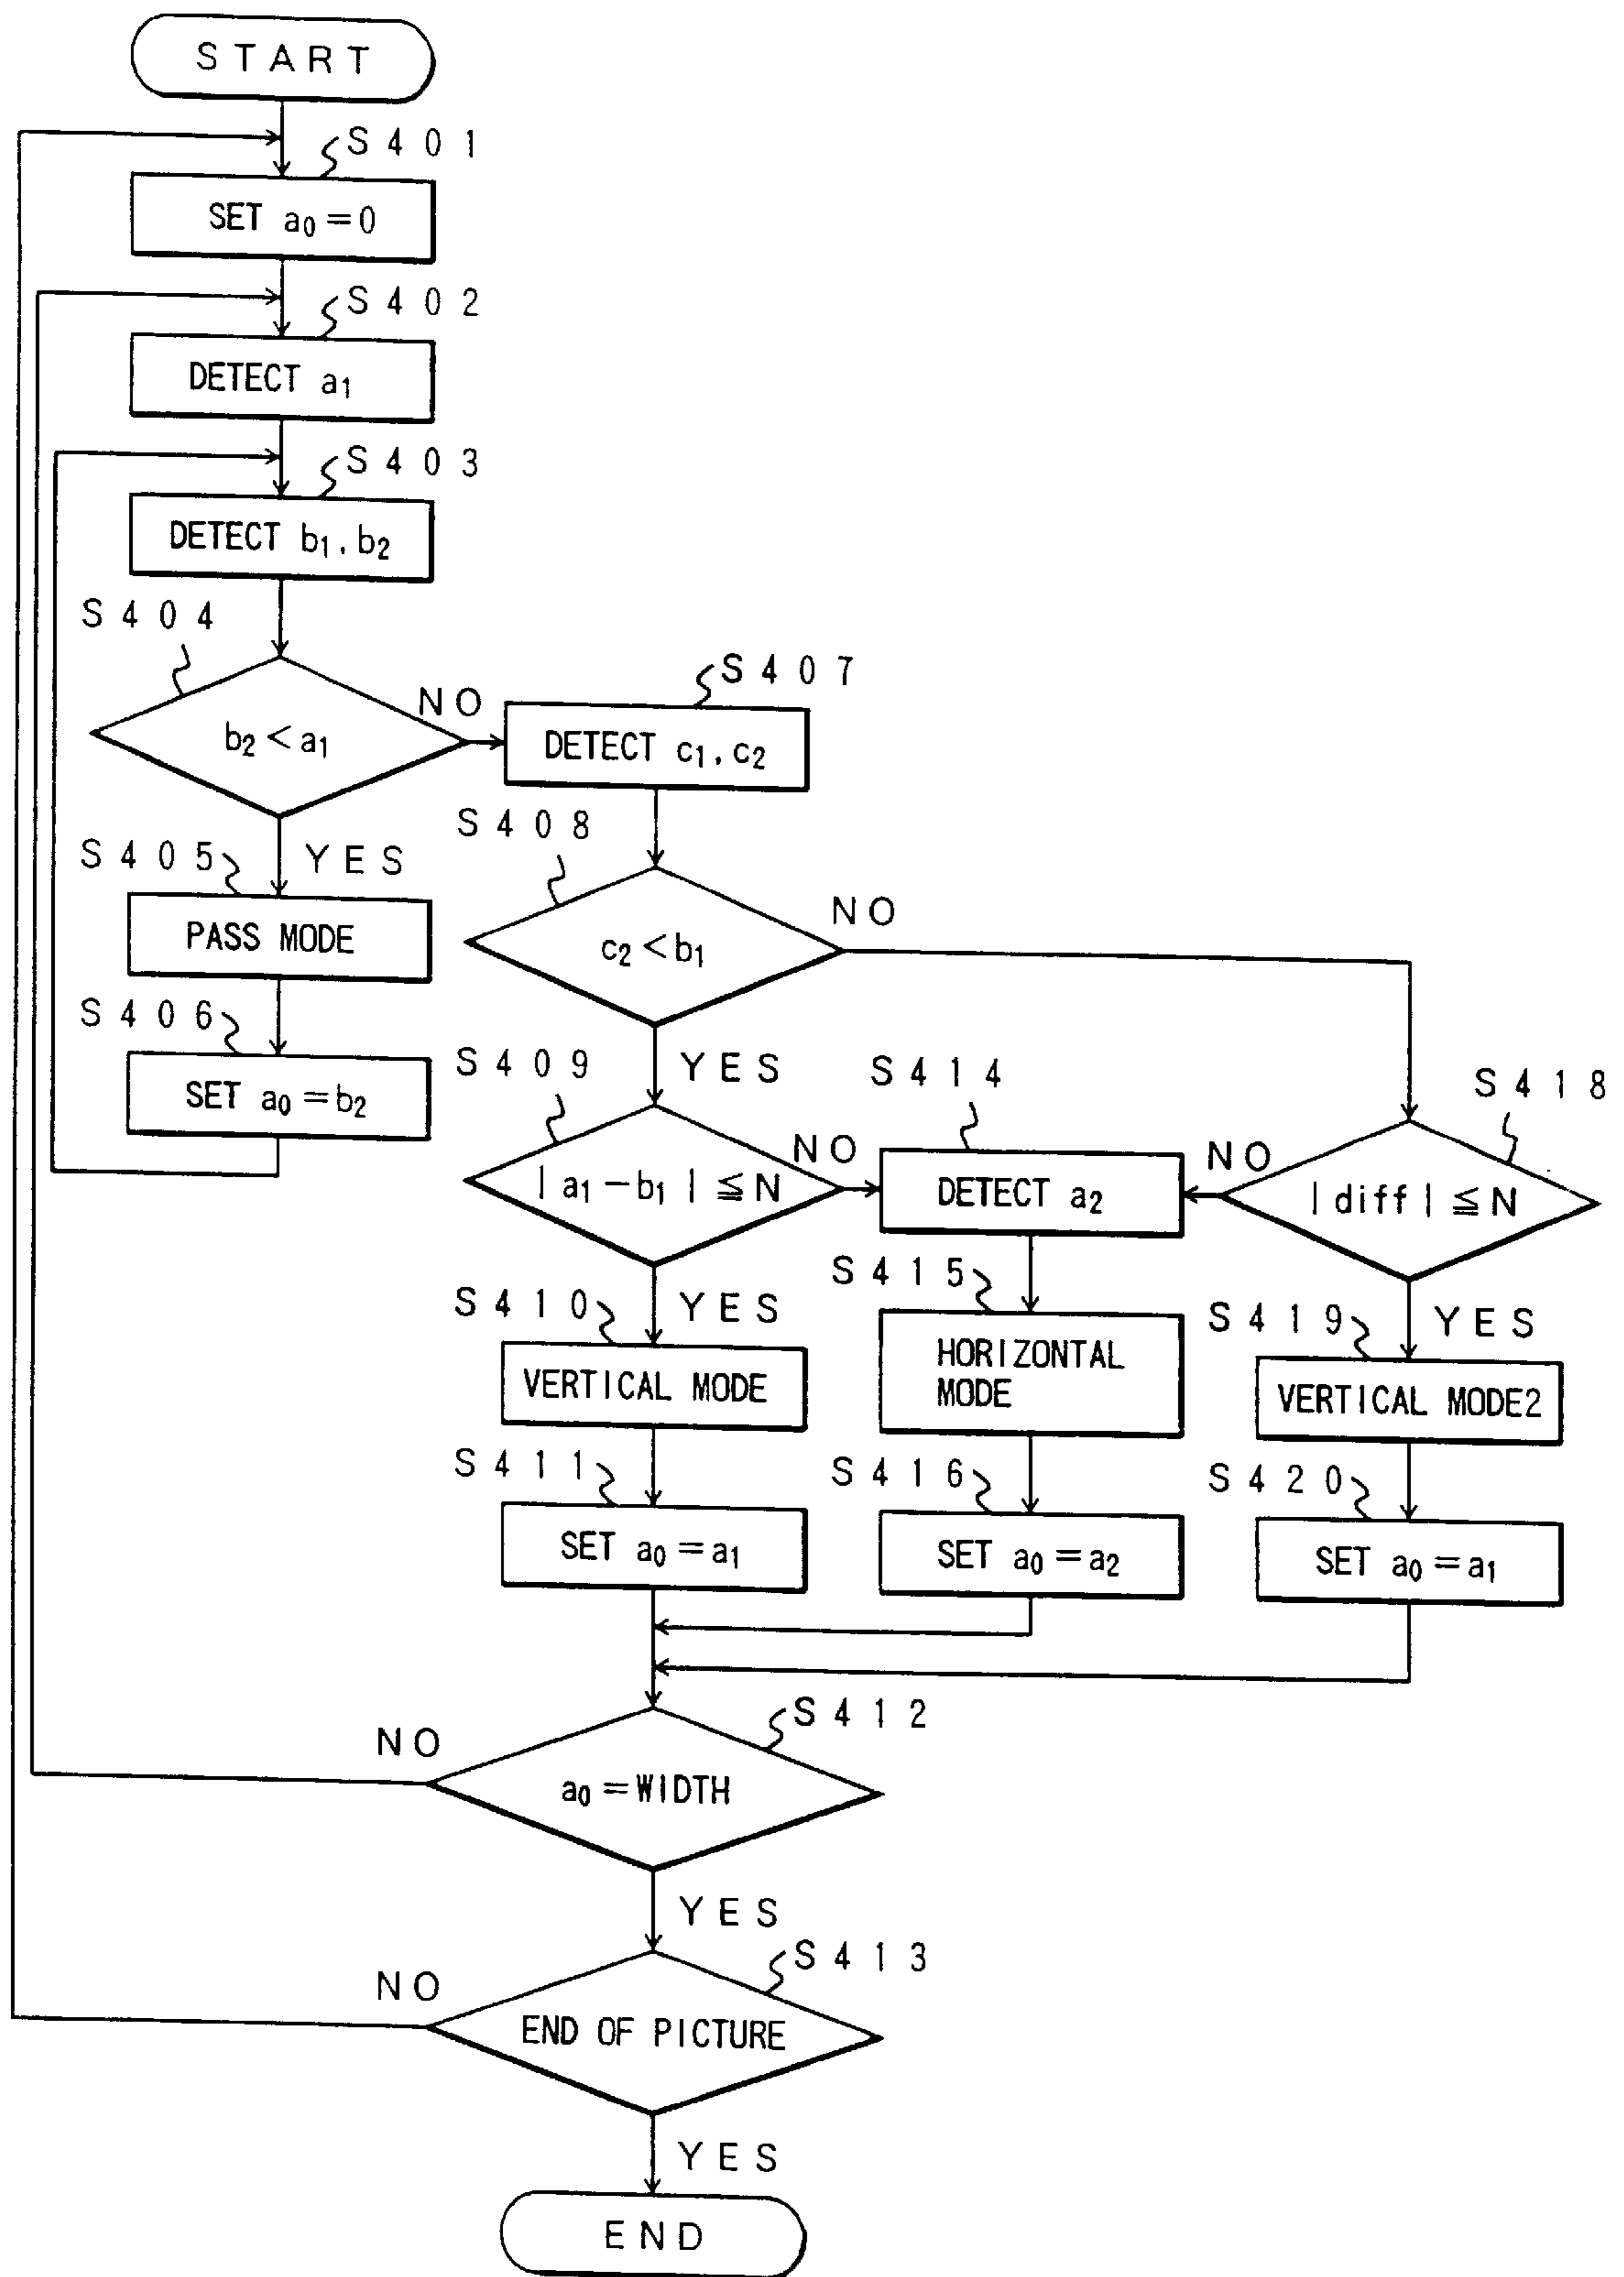 START
S401
SET a₀=0
S402
DETECT a₁
S403
DETECT b₁, b₂
S404
b₂<a₁
NO
YES
S405
PASS MODE
S406
SET a₀=b₂
S407
DETECT c₁, c₂
S408
c₂<b₁
NO
YES
S409
|a₁-b₁|≦N
NO
YES
S410
VERTICAL MODE
S411
SET a₀=a₁
S414
DETECT a₂
S415
HORIZONTAL
MODE
S416
SET a₀=a₂
S418
|diff|≦N
NO
YES
S419
VERTICAL MODE2
S420
SET a₀=a₁
S412
a₀=WIDTH
NO
YES
S413
END OF PICTURE
NO
YES
END